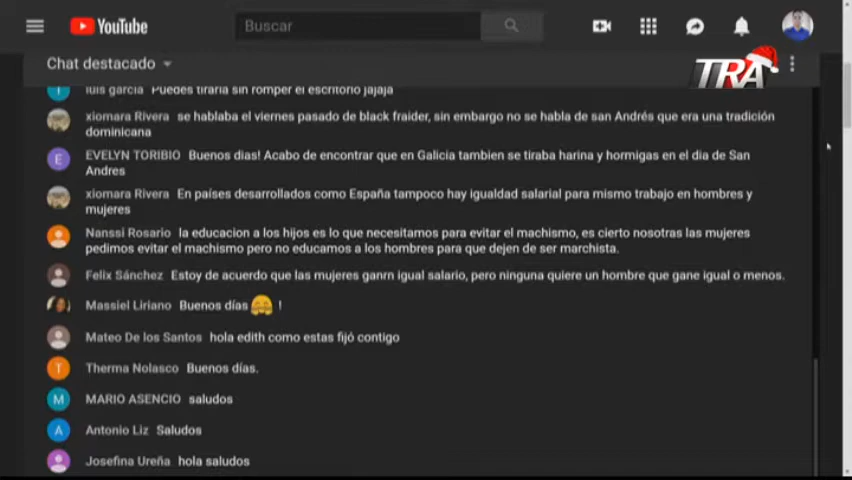 YouTube
Buscar
Chat destacado
TRA
luis garcia Puedes tirarla sin romper el escritorio jajaja
xiomara Rivera se hablaba el viernes pasado de black fraider, sin embargo no se habla de san Andrés que era una tradición
dominicana
E EVELYN TORIBIO Buenos dias! Acabo de encontrar que en Galicia tambien se tiraba harina y hormigas en el dia de San
Andres
xiomara Rivera En países desarrollados como España tampoco hay igualdad salarial para mismo trabajo en hombres y
mujeres
Nanssi Rosario la educacion a los hijos es lo que necesitamos para evitar el machismo, es cierto nosotras las mujeres
pedimos evitar el machismo pero no educamos a los hombres para que dejen de ser marchista.
Felix Sánchez Estoy de acuerdo que las mujeres ganrn igual salario, pero ninguna quiere un hombre que gane igual o menos.
Massiel Liriano Buenos días 🤗 !
Mateo De los Santos hola edith como estas fijó contigo
T Therma Nolasco Buenos días.
M MARIO ASENCIO saludos
A Antonio Liz Saludos
Josefina Ureña hola saludos